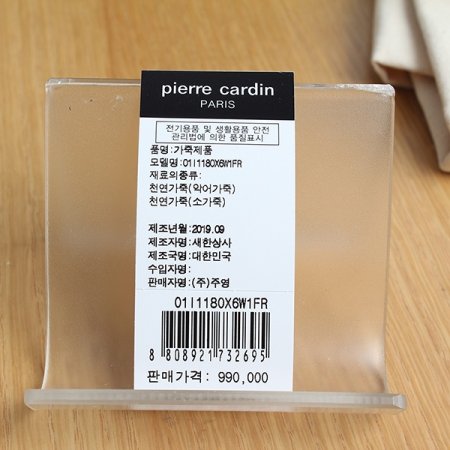 pierre cardin
PARIS
전기용품 및 생활용품 안전
관리법에 의한 품질표시
품명:가죽제품
모델명:01I1180X6W1FR
재료의종류:
천연가죽(악어가죽)
천연가죽(소가죽)
제조년월:2019.09
제조자명:새한상사
제조국명:대한민국
수입자명:
판매자명:(주)주영
01I1180X6W1FR
8 808921 732695
판매가격: 990,000